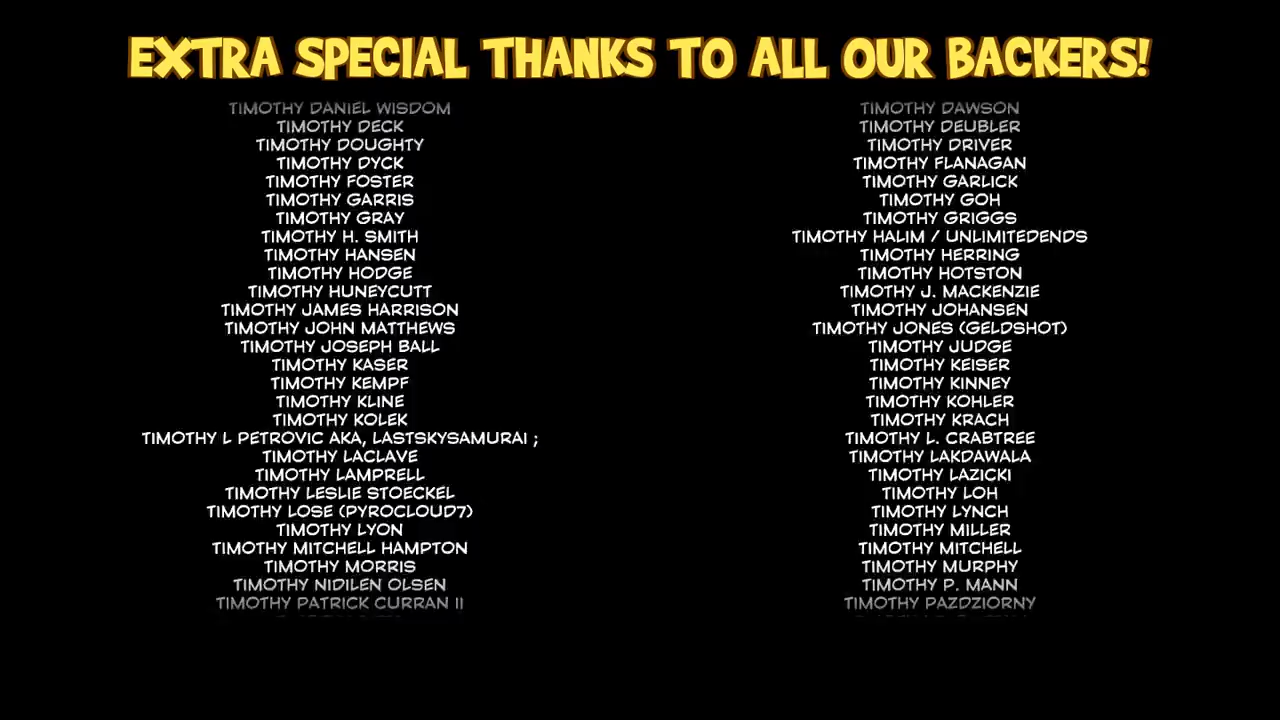 EXTRA SPECIAL THANKS TO ALL OUR BACKERS!
TIMOTHY DANIEL WISDOM
TIMOTHY DECK
TIMOTHY DOUGHTY
TIMOTHY DYCK
TIMOTHY FOSTER
TIMOTHY GARRIS
TIMOTHY GRAY
TIMOTHY H. SMITH
TIMOTHY HANSEN
TIMOTHY HODGE
TIMOTHY HUNEYCUTT
TIMOTHY JAMES HARRISON
TIMOTHY JOHN MATTHEWS
TIMOTHY JOSEPH BALL
TIMOTHY KASER
TIMOTHY KEMPF
TIMOTHY KLINE
TIMOTHY KOLEK
TIMOTHY L PETROVIC AKA, LASTSKYSAMURAI ;
TIMOTHY LACLAVE
TIMOTHY LAMPRELL
TIMOTHY LESLIE STOECKEL
TIMOTHY LOSE (PYROCLOUD7)
TIMOTHY LYON
TIMOTHY MITCHELL HAMPTON
TIMOTHY MORRIS
TIMOTHY NIDILEN OLSEN
TIMOTHY PATRICK CURRAN II
TIMOTHY DAWSON
TIMOTHY DEUBLER
TIMOTHY DRIVER
TIMOTHY FLANAGAN
TIMOTHY GARLICK
TIMOTHY GOH
TIMOTHY GRIGGS
TIMOTHY HALIM / UNLIMITEDENDS
TIMOTHY HERRING
TIMOTHY HOTSTON
TIMOTHY J. MACKENZIE
TIMOTHY JOHANSEN
TIMOTHY JONES (GELDSHOT)
TIMOTHY JUDGE
TIMOTHY KEISER
TIMOTHY KINNEY
TIMOTHY KOHLER
TIMOTHY KRACH
TIMOTHY L. CRABTREE
TIMOTHY LAKDAWALA
TIMOTHY LAZICKI
TIMOTHY LOH
TIMOTHY LYNCH
TIMOTHY MILLER
TIMOTHY MITCHELL
TIMOTHY MURPHY
TIMOTHY P. MANN
TIMOTHY PAZDZIORNY